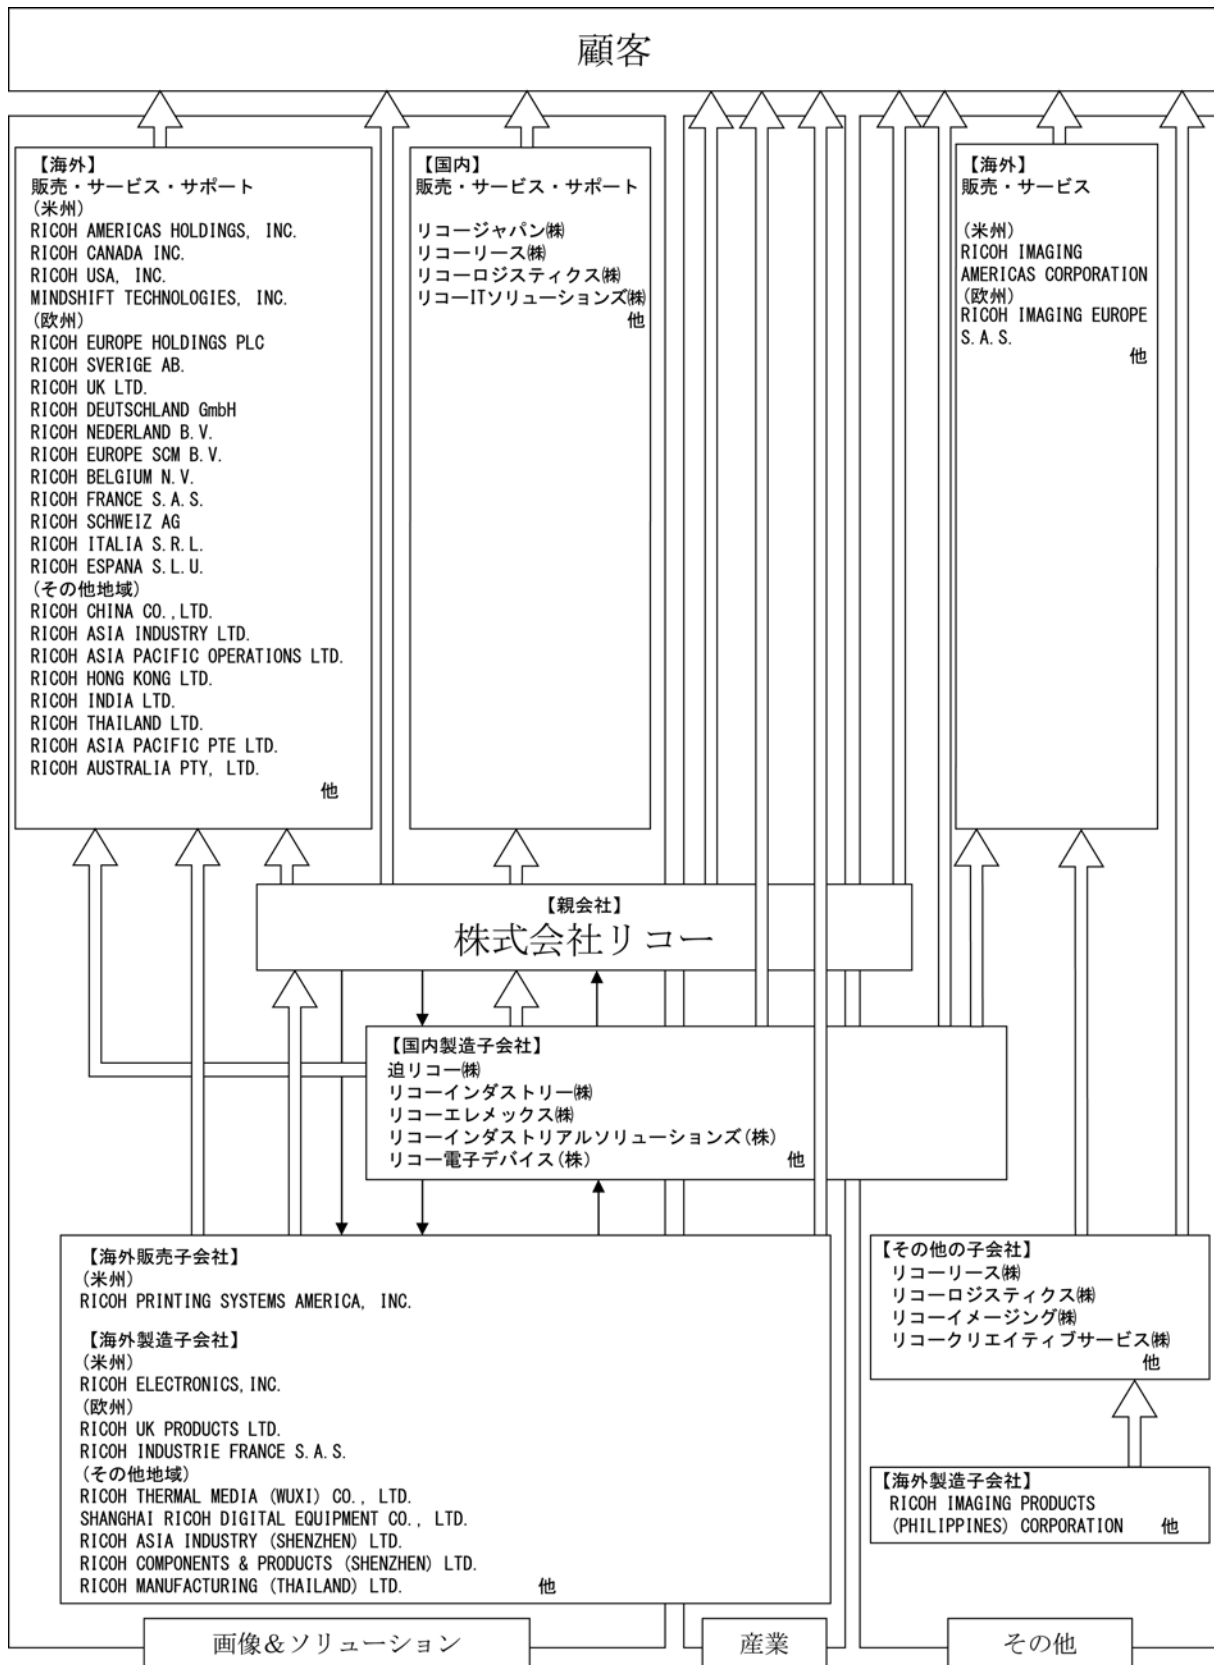 顧客
【海外】
販売・サービス・サポート
(米州)
RICOH AMERICAS HOLDINGS, INC.
RICOH CANADA INC.
RICOH USA, INC.
MINDSHIFT TECHNOLOGIES, INC.
(欧州)
RICOH EUROPE HOLDINGS PLC
RICOH SVERIGE AB.
RICOH UK LTD.
RICOH DEUTSCHLAND GmbH
RICOH NEDERLAND B.V.
RICOH EUROPE SCM B.V.
RICOH BELGIUM N.V.
RICOH FRANCE S.A.S.
RICOH SCHWEIZ AG
RICOH ITALIA S.R.L.
RICOH ESPANA S.L.U.
(その他地域)
RICOH CHINA CO.,LTD.
RICOH ASIA INDUSTRY LTD.
RICOH ASIA PACIFIC OPERATIONS LTD.
RICOH HONG KONG LTD.
RICOH INDIA LTD.
RICOH THAILAND LTD.
RICOH ASIA PACIFIC PTE LTD.
RICOH AUSTRALIA PTY, LTD.
他
【国内】
販売・サービス・サポート
リコージャパン㈱
リコーリース㈱
リコーロジスティクス㈱
リコーITソリューションズ㈱
他
【海外】
販売・サービス
(米州)
RICOH IMAGING
AMERICAS CORPORATION
(欧州)
RICOH IMAGING EUROPE
S.A.S.
他
【親会社】
株式会社リコー
【国内製造子会社】
迫リコー㈱
リコーインダストリー㈱
リコーエレメックス㈱
リコーインダストリアルソリューションズ(株)
リコー電子デバイス(株) 他
【海外販売子会社】
(米州)
RICOH PRINTING SYSTEMS AMERICA, INC.
【海外製造子会社】
(米州)
RICOH ELECTRONICS,INC.
(欧州)
RICOH UK PRODUCTS LTD.
RICOH INDUSTRIE FRANCE S.A.S.
(その他地域)
RICOH THERMAL MEDIA (WUXI) CO., LTD.
SHANGHAI RICOH DIGITAL EQUIPMENT CO., LTD.
RICOH ASIA INDUSTRY (SHENZHEN) LTD.
RICOH COMPONENTS & PRODUCTS (SHENZHEN) LTD.
RICOH MANUFACTURING (THAILAND) LTD. 他
【その他の子会社】
リコーリース㈱
リコーロジスティクス㈱
リコーイメージング㈱
リコークリエイティブサービス㈱
他
【海外製造子会社】
RICOH IMAGING PRODUCTS
(PHILIPPINES) CORPORATION 他
画像&ソリューション
産業
その他